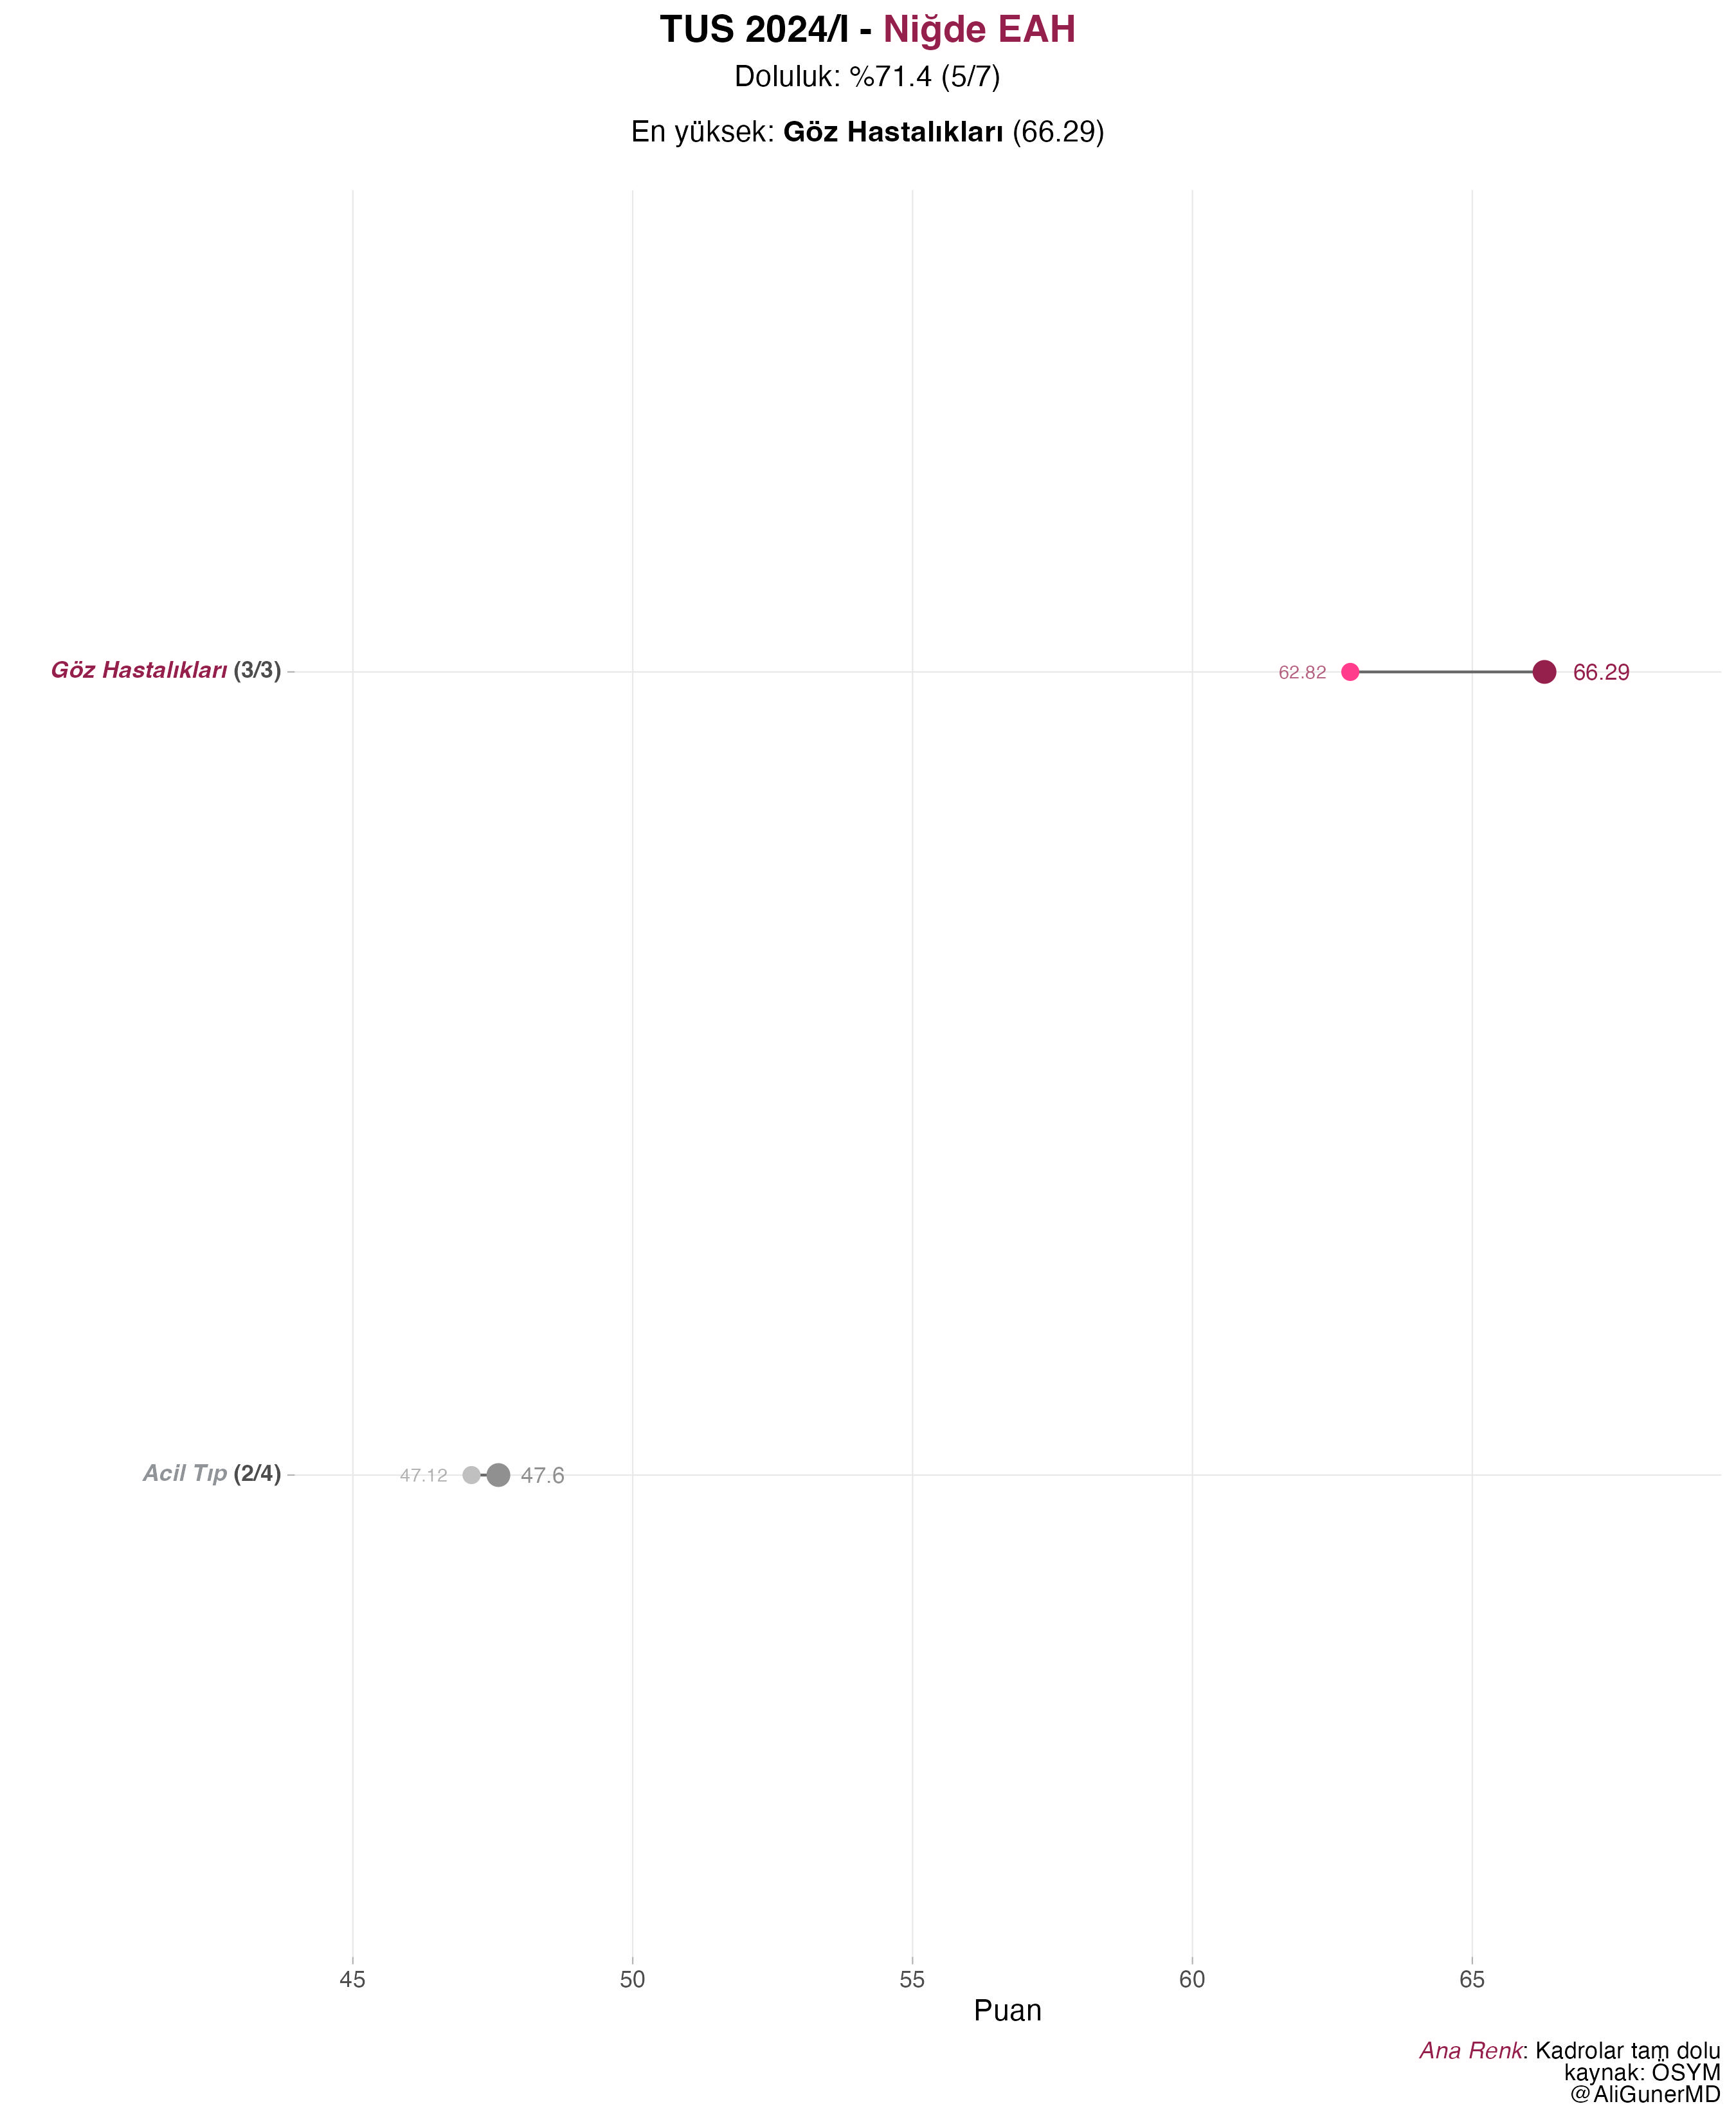 TUS 2024/I - Niğde EAH
Doluluk: %71.4 (5/7)
En yüksek: Göz Hastalıkları (66.29)
Göz Hastalıkları (3/3)
62.82
66.29
Acil Tıp (2/4)
47.12
47.6
45
50
55
60
65
Puan
Ana Renk: Kadrolar tam dolu
kaynak: ÖSYM
@AliGunerMD